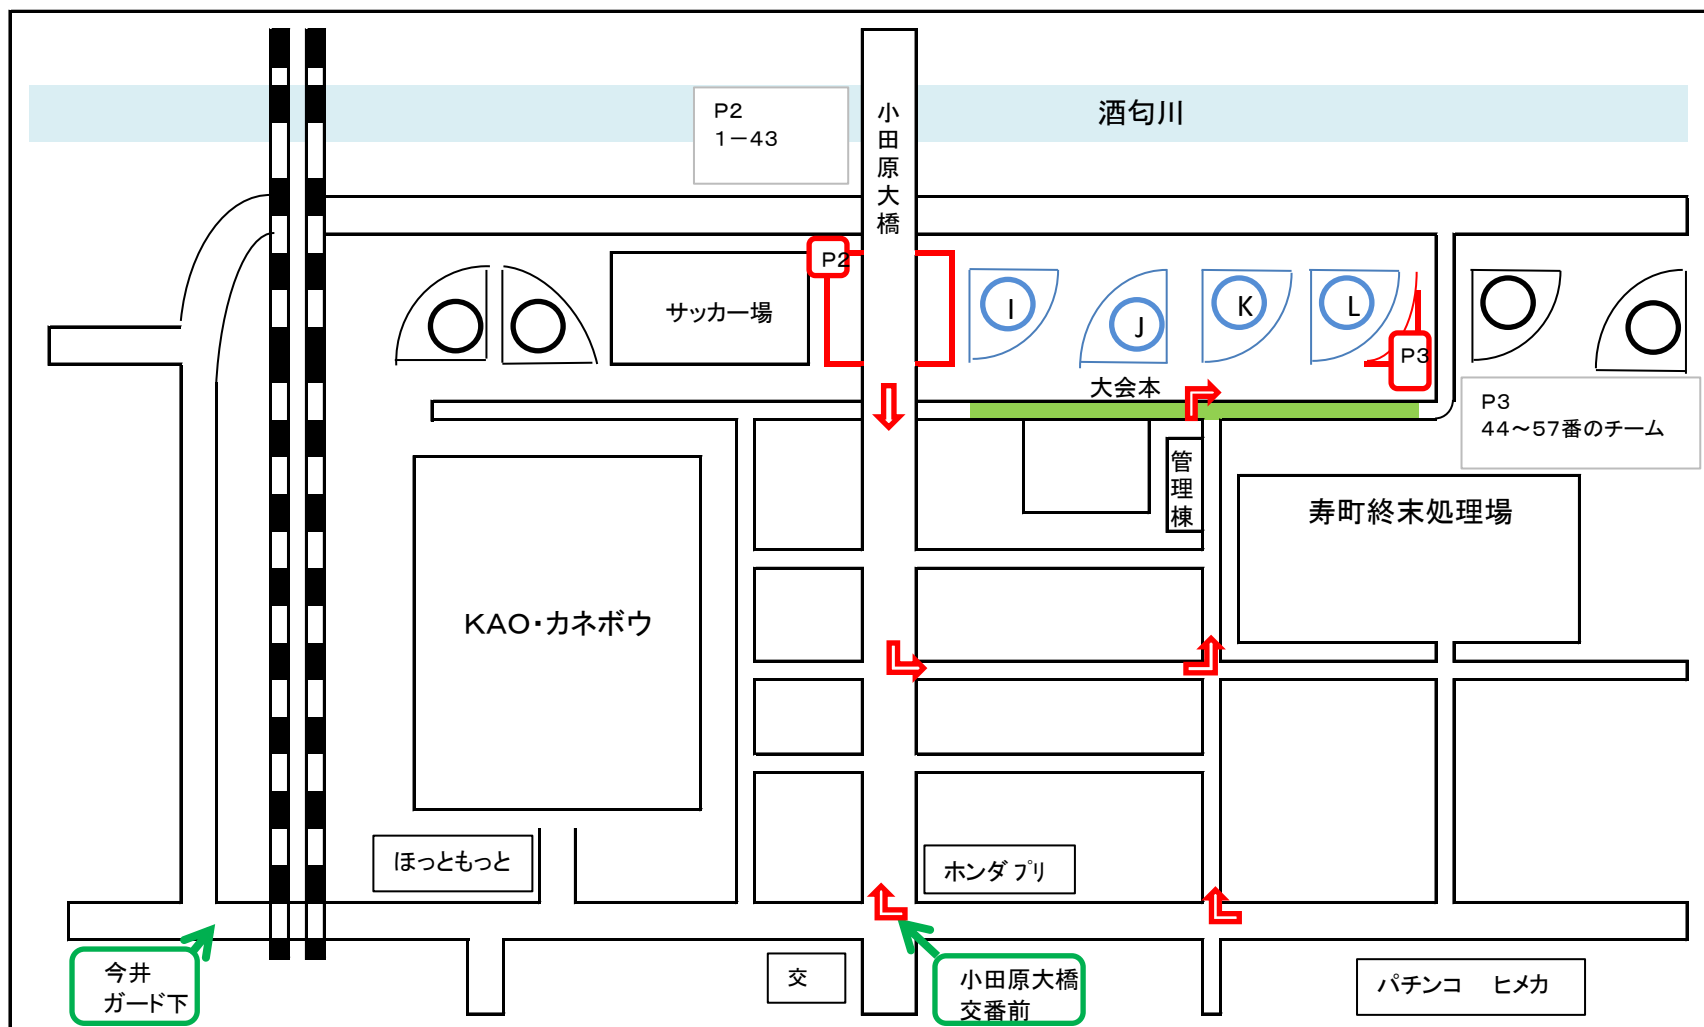 P2
1－43
小田原大橋
酒匂川
P2
サッカー場
I
J
K
L
P3
大会本
P3
44～57番のチーム
管理棟
寿町終末処理場
KAO・カネボウ
ほっともっと
ホンダプリ
今井
ガード下
交
小田原大橋
交番前
パチンコ　ヒメカ